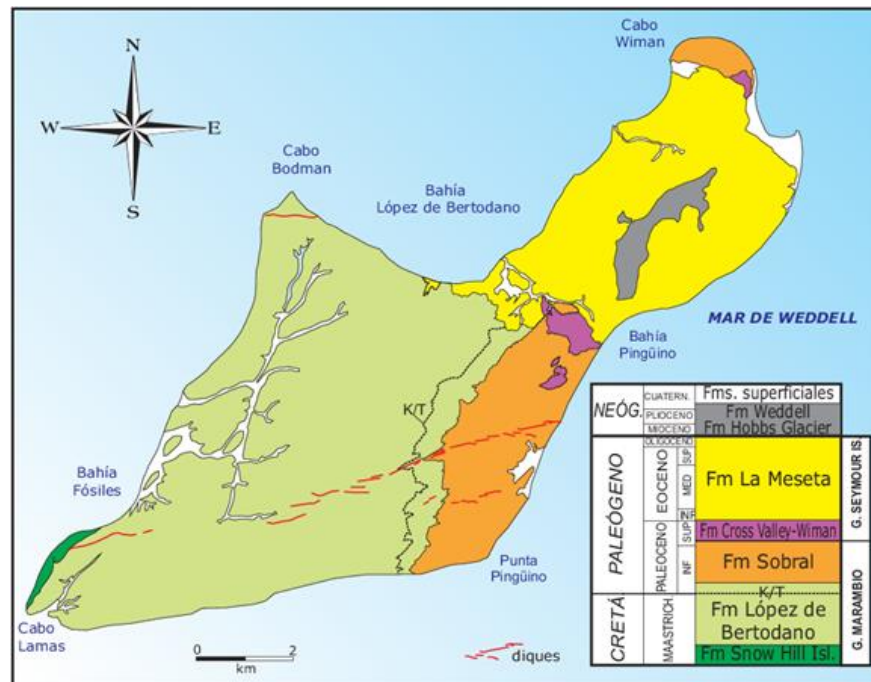 Cabo
Wiman
N
W
E
S
Cabo
Bodman
Bahía
López de Bertodano
MAR DE WEDDELL
Bahía
Pingüino
K/T
Bahía
Fósiles
Punta
Pingüino
Cabo
Lamas
0 2
km
diques
NEÓG.
CUATERN.
Fms. superficiales
PLIOCENO
Fm Weddell
MIOCENO
Fm Hobbs Glacier
PALEÓGENO
OLIGOCENO
EOCENO
SUP
MED
INF
Fm La Meseta
G. SEYMOUR IS.
PALEOCENO
SUP
Fm Cross Valley-Wiman
INF
Fm Sobral
K/T
G. MARAMBIO
CRETÁ.
MAASTRICH.
Fm López de
Bertodano
Fm Snow Hill Isl.